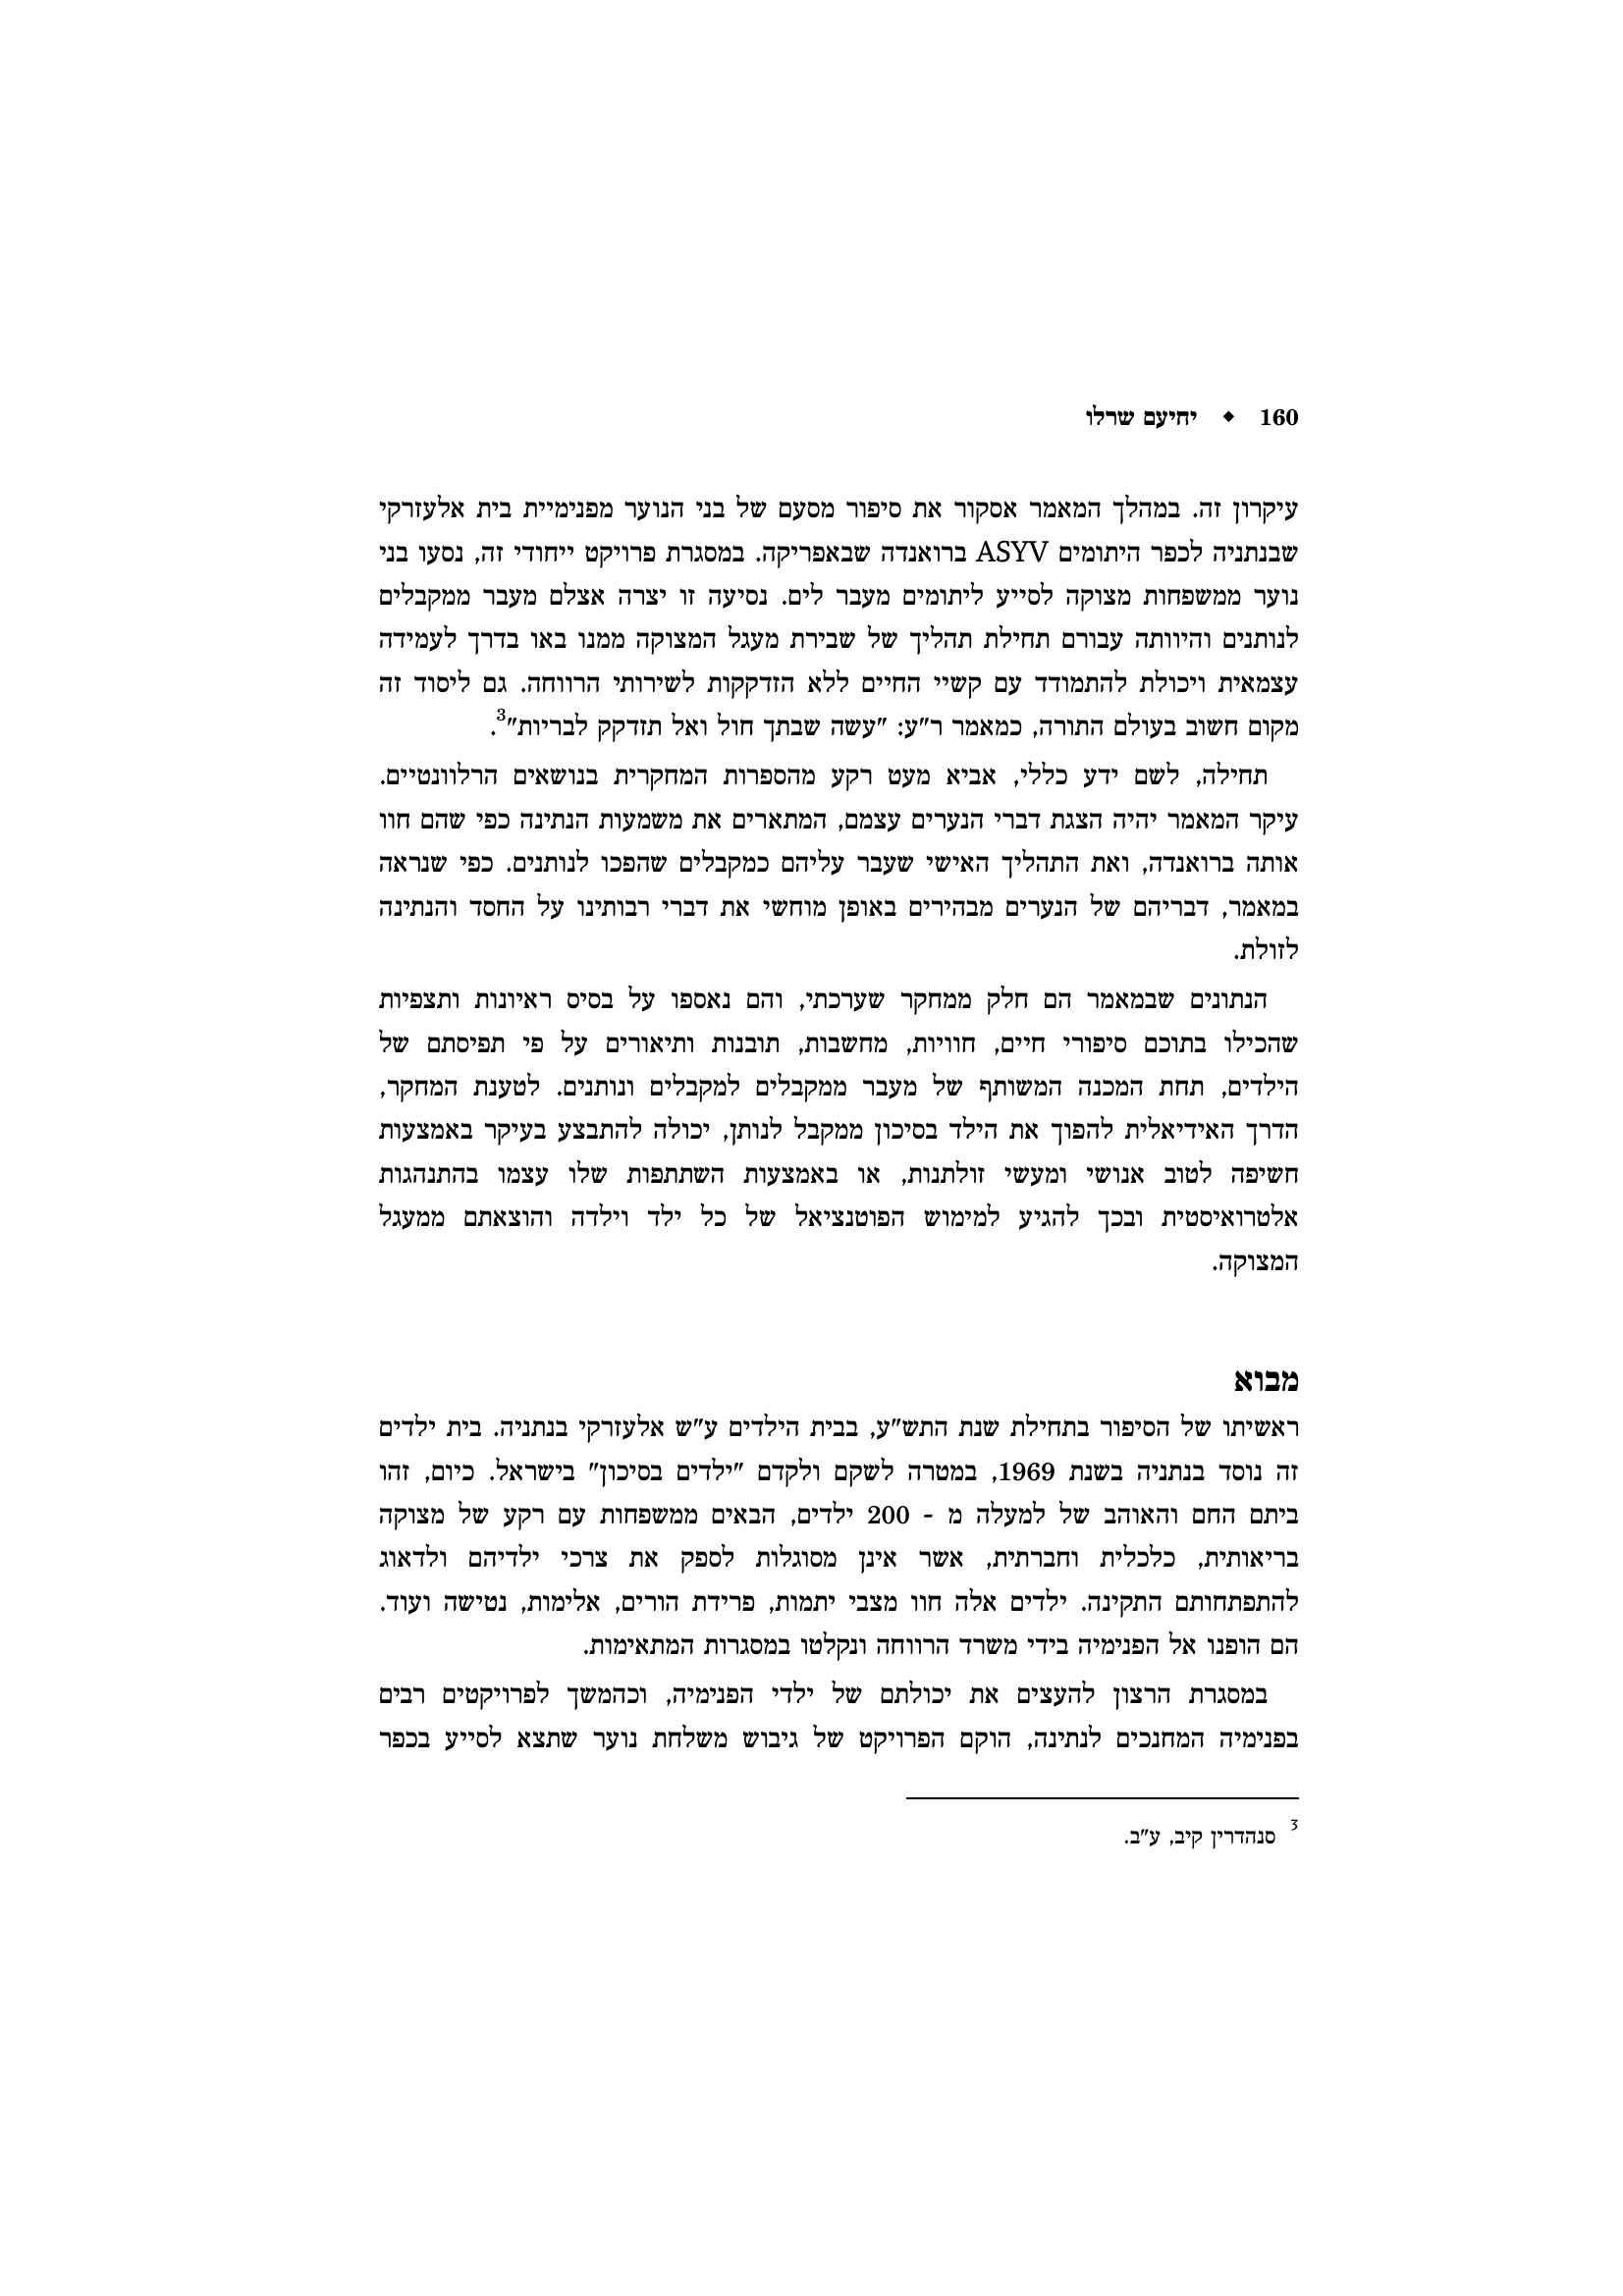 160 ◆ יחיעם שרלו
עיקרון זה. במהלך המאמר אסקור את סיפור מסעם של בני הנוער מפנימיית בית אלעזרקי
שבנתניה לכפר היתומים ASYV ברואנדה שבאפריקה. במסגרת פרויקט ייחודי זה, נסעו בני
נוער ממשפחות מצוקה לסייע ליתומים מעבר לים. נסיעה זו יצרה אצלם מעבר ממקבלים
לנותנים והיוותה עבורם תחילת תהליך של שבירת מעגל המצוקה ממנו באו בדרך לעמידה
עצמאית ויכולת להתמודד עם קשיי החיים ללא הזדקקות לשירותי הרווחה. גם ליסוד זה
מקום חשוב בעולם התורה, כמאמר ר"ע: "עשה שבתך חול ואל תזדקק לבריות"3.
תחילה, לשם ידע כללי, אביא מעט רקע מהספרות המחקרית בנושאים הרלוונטיים.
עיקר המאמר יהיה הצגת דברי הנערים עצמם, המתארים את משמעות הנתינה כפי שהם חוו
אותה ברואנדה, ואת התהליך האישי שעבר עליהם כמקבלים שהפכו לנותנים. כפי שנראה
במאמר, דבריהם של הנערים מבהירים באופן מוחשי את דברי רבותינו על החסד והנתינה
לזולת.
הנתונים שבמאמר הם חלק ממחקר שערכתי, והם נאספו על בסיס ראיונות ותצפיות
שהכילו בתוכם סיפורי חיים, חוויות, מחשבות, תובנות ותיאורים על פי תפיסתם של
הילדים, תחת המכנה המשותף של מעבר ממקבלים למקבלים ונותנים. לטענת המחקר,
הדרך האידיאלית להפוך את הילד בסיכון ממקבל לנותן, יכולה להתבצע בעיקר באמצעות
חשיפה לטוב אנושי ומעשי זולתנות, או באמצעות השתתפות שלו עצמו בהתנהגות
אלטרואיסטית ובכך להגיע למימוש הפוטנציאל של כל ילד וילדה והוצאתם ממעגל
המצוקה.
מבוא
ראשיתו של הסיפור בתחילת שנת התש"ע, בבית הילדים ע"ש אלעזרקי בנתניה. בית ילדים
זה נוסד בנתניה בשנת 1969, במטרה לשקם ולקדם "ילדים בסיכון" בישראל. כיום, זהו
ביתם החם והאוהב של למעלה מ - 200 ילדים, הבאים ממשפחות עם רקע של מצוקה
בריאותית, כלכלית וחברתית, אשר אינן מסוגלות לספק את צרכי ילדיהם ולדאוג
להתפתחותם התקינה. ילדים אלה חוו מצבי יתמות, פרידת הורים, אלימות, נטישה ועוד.
הם הופנו אל הפנימיה בידי משרד הרווחה ונקלטו במסגרות המתאימות.
במסגרת הרצון להעצים את יכולתם של ילדי הפנימיה, וכהמשך לפרויקטים רבים
בפנימיה המחנכים לנתינה, הוקם הפרויקט של גיבוש משלחת נוער שתצא לסייע בכפר
3 סנהדרין קיב, ע"ב.